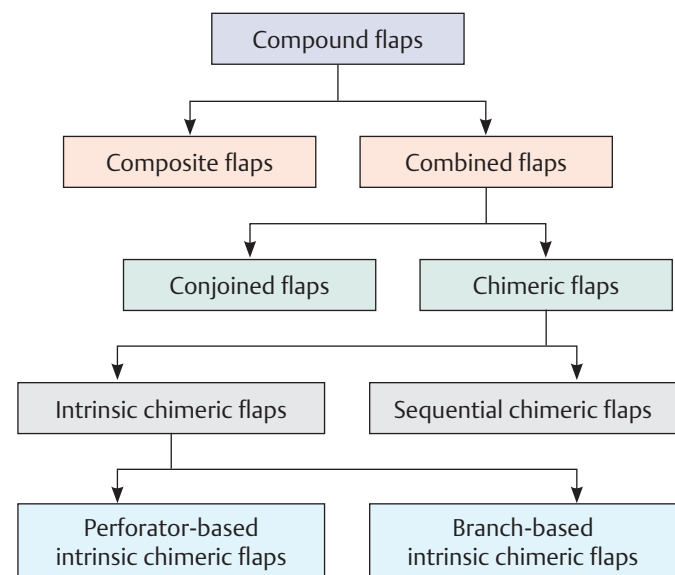 Compound flaps
Composite flaps
Combined flaps
Conjoined flaps
Chimeric flaps
Intrinsic chimeric flaps
Sequential chimeric flaps
Perforator-based
intrinsic chimeric flaps
Branch-based
intrinsic chimeric flaps